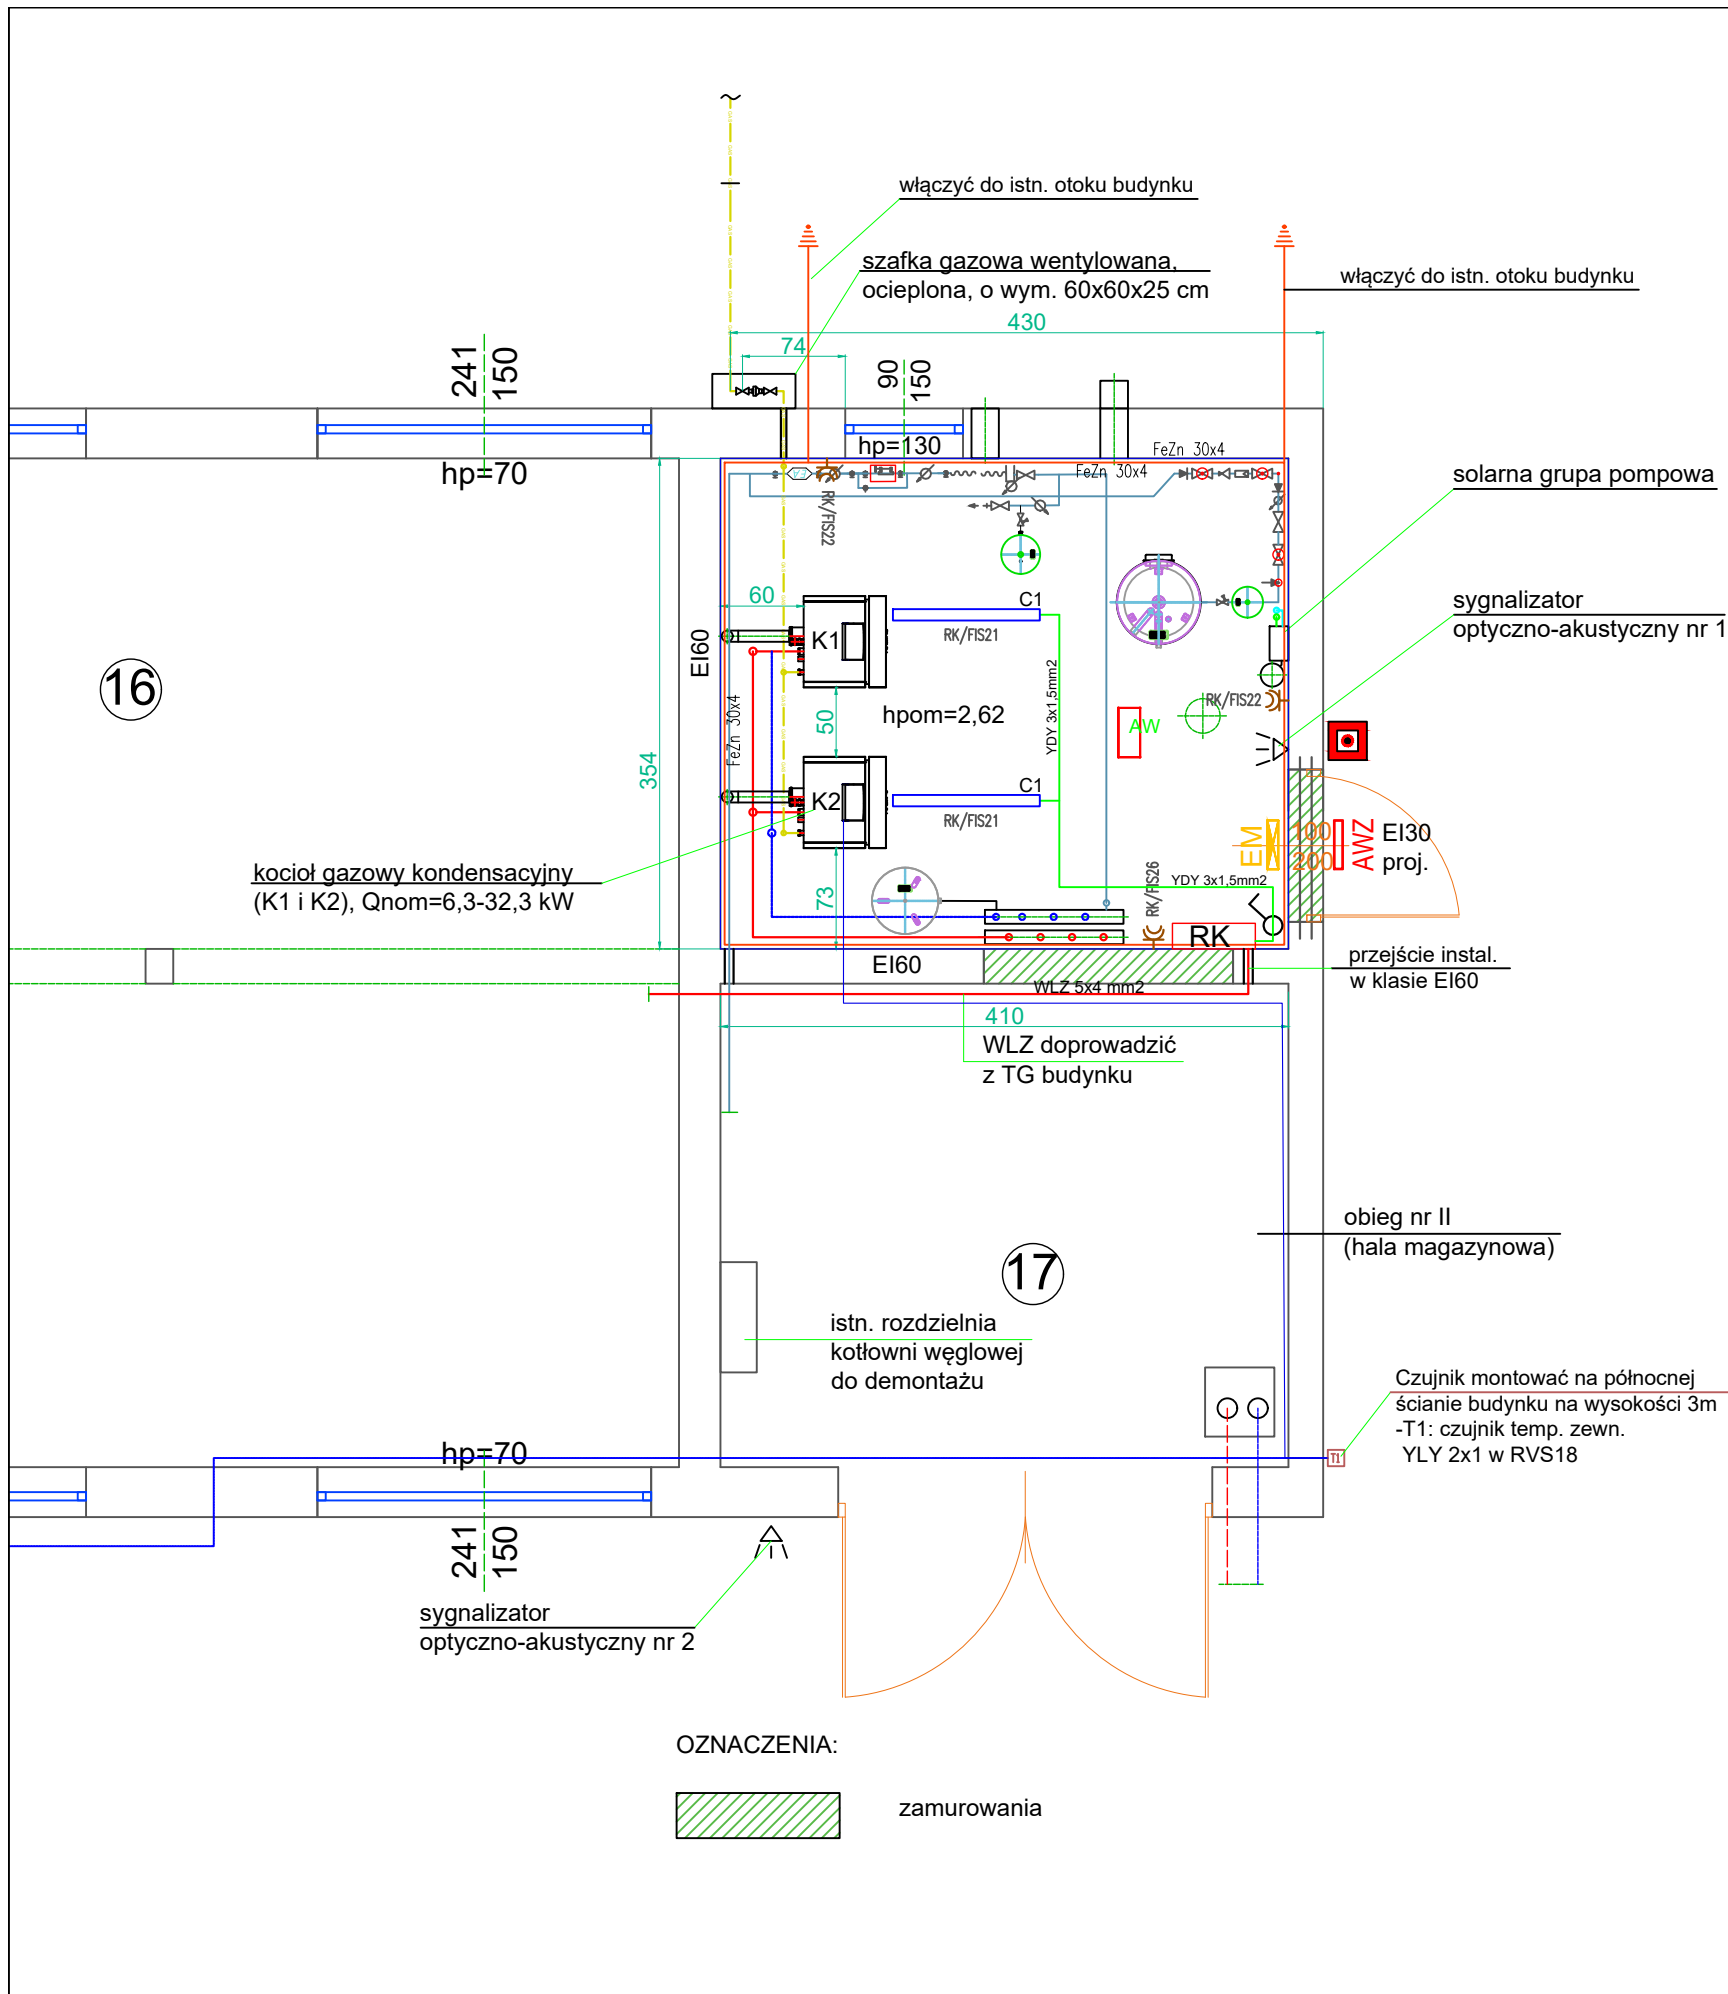 włączyć do istn. otoku budynku
szafka gazowa wentylowana,
ocieplona, o wym. 60x60x25 cm
włączyć do istn. otoku budynku
430
74
241
150
90
150
hp=70
hp=130
FeZn 30x4
FeZn 30x4
solarna grupa pompowa
RK/FIS22
60
C1
RK/FIS21
K1
EI60
sygnalizator
optyczno-akustyczny nr 1
16
YDY 3x1,5mm2
RK/FIS22
hpom=2,62
50
AW
FeZn 30x4
354
K2
C1
RK/FIS21
EM
100
200
AWZ
EI30
proj.
kocioł gazowy kondensacyjny
(K1 i K2), Qnom=6,3-32,3 kW
73
RK/FIS26
YDY 3x1,5mm2
RK
EI60
przejście instal.
w klasie EI60
WLZ 5x4 mm2
410
WLZ doprowadzić
z TG budynku
obieg nr II
(hala magazynowa)
17
istn. rozdzielnia
kotłowni węglowej
do demontażu
Czujnik montować na północnej
ścianie budynku na wysokości 3m
-T1: czujnik temp. zewn.
YLY 2x1 w RVS18
T1
hp=70
241
150
sygnalizator
optyczno-akustyczny nr 2
OZNACZENIA:
zamurowania